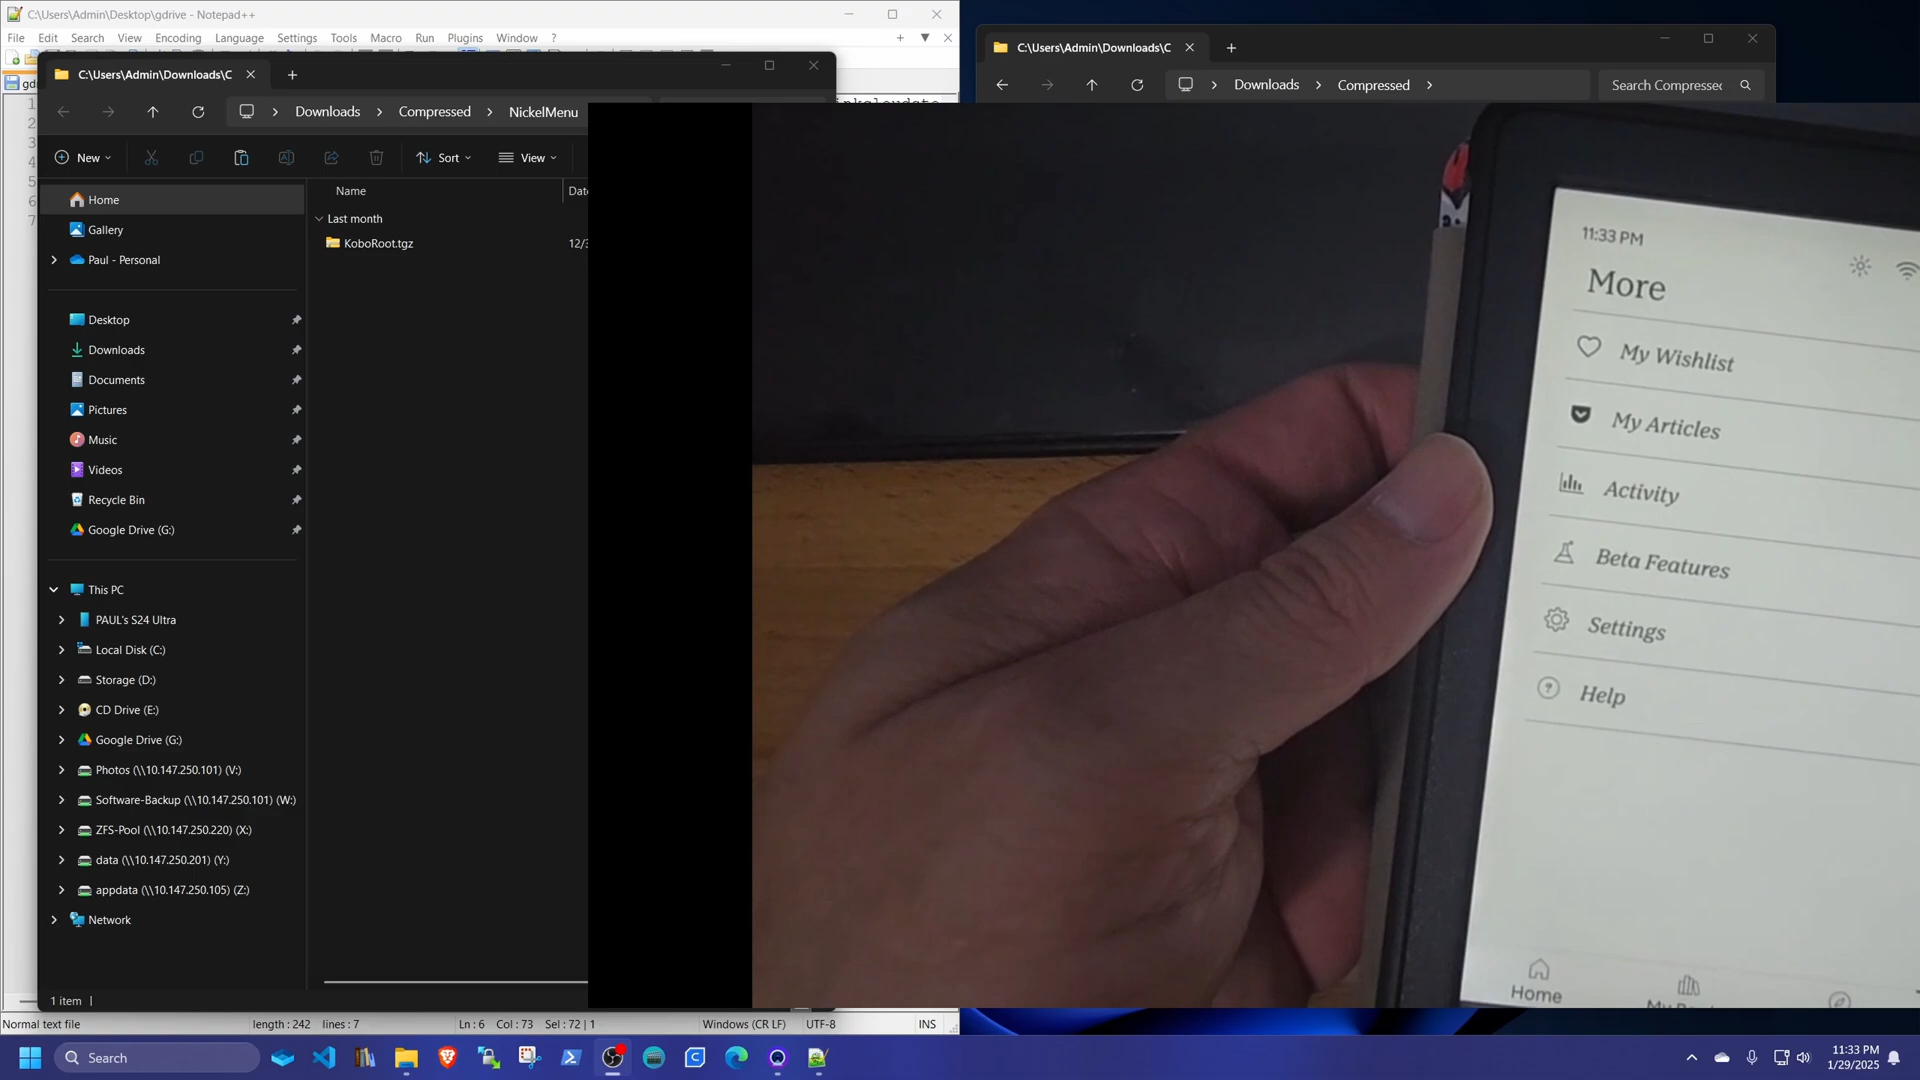 C:\Users\Admin\Desktop\gdrive - Notepad++
File Edit Search View Encoding Language Settings Tools Macro Run Plugins Window ?
C:\Users\Admin\Downloads\C
Downloads > Compressed > NickelMenu
New
Sort
View
Name
Last month
KoboRoot.tgz
Home
Gallery
Paul - Personal
Desktop
Downloads
Documents
Pictures
Music
Videos
Recycle Bin
Google Drive (G:)
This PC
PAUL's S24 Ultra
Local Disk (C:)
Storage (D:)
CD Drive (E:)
Google Drive (G:)
Photos (\\10.147.250.101) (V:)
Software-Backup (\\10.147.250.101) (W:)
ZFS-Pool (\\10.147.250.220) (X:)
data (\\10.147.250.201) (Y:)
appdata (\\10.147.250.105) (Z:)
Network
1 item
1
2
3
4
5
6
7
C:\Users\Admin\Downloads\C
Downloads > Compressed >
Search Compressed
11:33 PM
More
My Wishlist
My Articles
Activity
Beta Features
Settings
Help
Home
Normal text file
length : 242 lines : 7
Ln : 6 Col : 73 Sel : 72 | 1
Windows (CR LF)
UTF-8
INS
Search
11:33 PM
1/29/2025